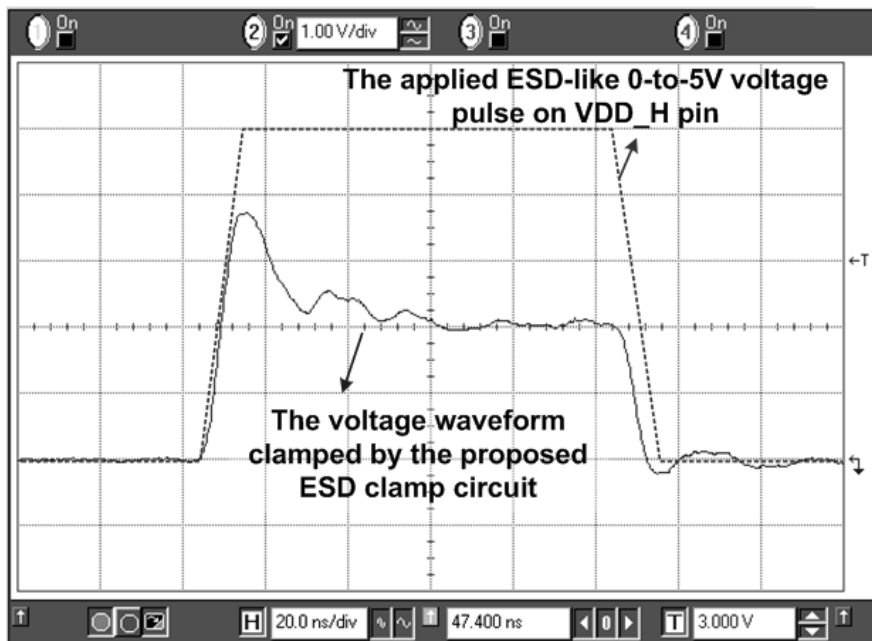 1 On 2 On 1.00 V/div 3 On 4 On
The applied ESD-like 0-to-5V voltage
pulse on VDD_H pin
←T
The voltage waveform
clamped by the proposed
ESD clamp circuit
H 20.0 ns/div 47.400 ns 0 T 3.000 V